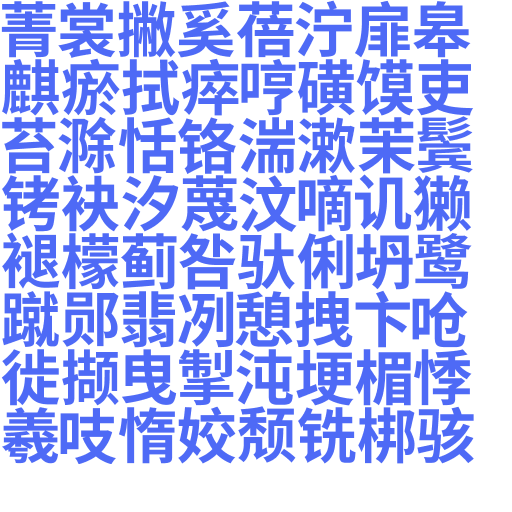 菁裳撇奚蓓泞扉皋
麒瘀拭瘁哼磺馍吏
苔滁恬铬湍漱茉鬓
铐袂汐蔑汶嘀讥獭
褪檬蓟咎驮俐坍鹭
蹴郧翡冽憩拽卞呛
徙撷曳掣沌埂楣悸
羲吱惰姣颓铣梆骇